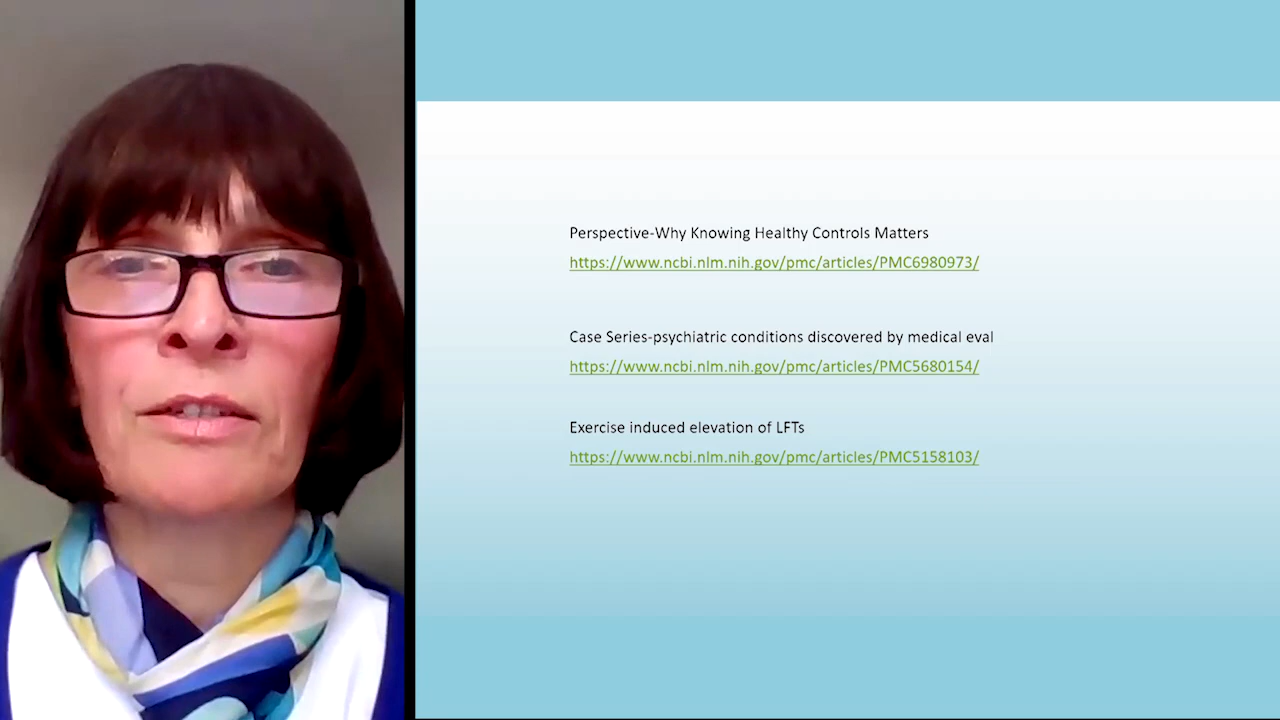 Perspective-Why Knowing Healthy Controls Matters
https://www.ncbi.nlm.nih.gov/pmc/articles/PMC6980973/
Case Series-psychiatric conditions discovered by medical eval
https://www.ncbi.nlm.nih.gov/pmc/articles/PMC5680154/
Exercise induced elevation of LFTs
https://www.ncbi.nlm.nih.gov/pmc/articles/PMC5158103/